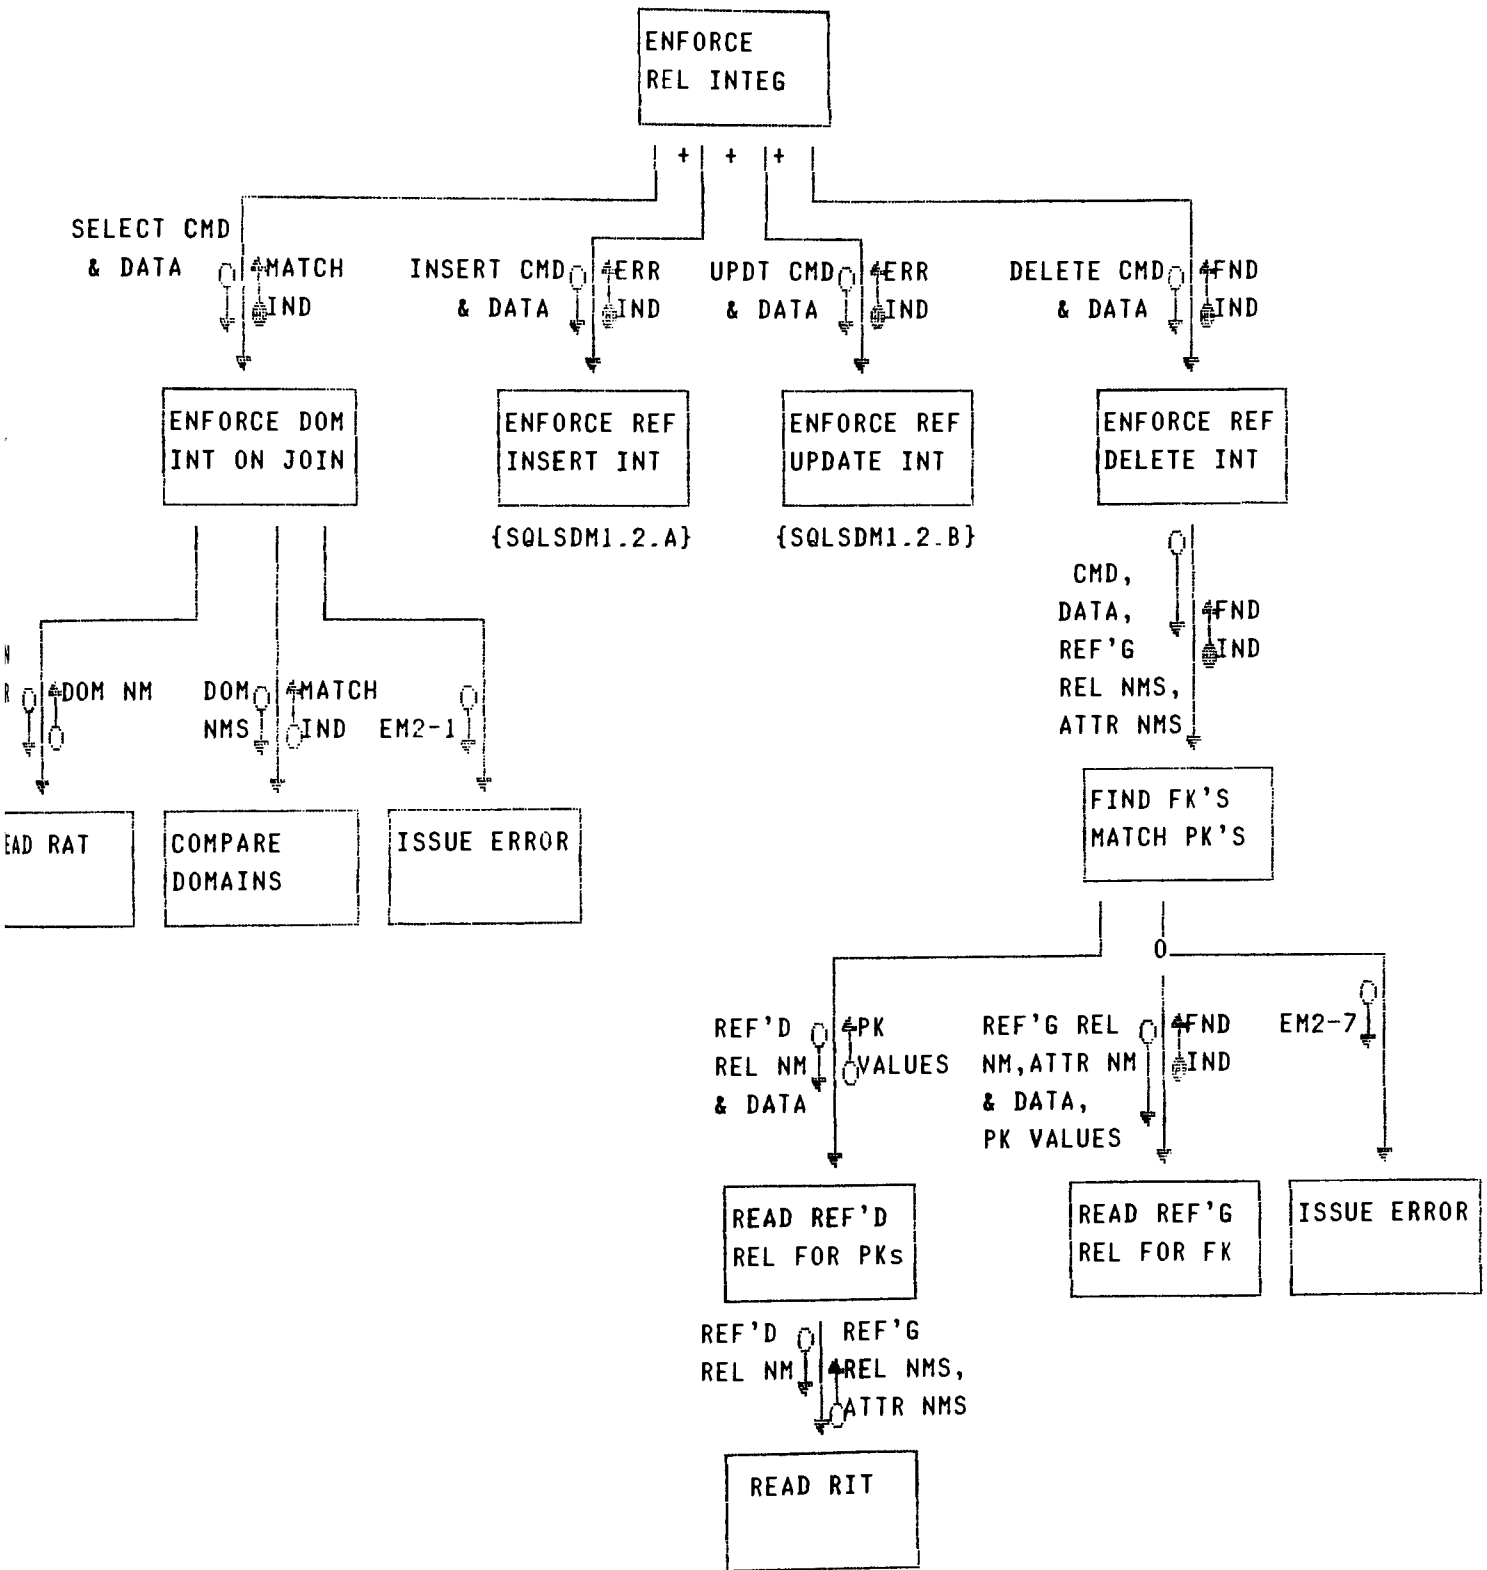 ENFORCE
REL INTEG
+ + +
SELECT CMD
& DATA
MATCH
IND
INSERT CMD
& DATA
ERR
IND
UPDT CMD
& DATA
ERR
IND
DELETE CMD
& DATA
FND
IND
ENFORCE DOM
INT ON JOIN
ENFORCE REF
INSERT INT
ENFORCE REF
UPDATE INT
ENFORCE REF
DELETE INT
{SQLSDM1.2.A}
{SQLSDM1.2.B}
CMD,
DATA,
REF'G
REL NMS,
ATTR NMS
FND
IND
N
R
DOM NM
DOM
NMS
MATCH
IND
EM2-1
EAD RAT
COMPARE
DOMAINS
ISSUE ERROR
FIND FK'S
MATCH PK'S
O
REF'D
REL NM
& DATA
PK
VALUES
REF'G REL
NM,ATTR NM
& DATA,
PK VALUES
FND
IND
EM2-7
READ REF'D
REL FOR PKs
READ REF'G
REL FOR FK
ISSUE ERROR
REF'D
REL NM
REF'G
REL NMS,
ATTR NMS
READ RIT